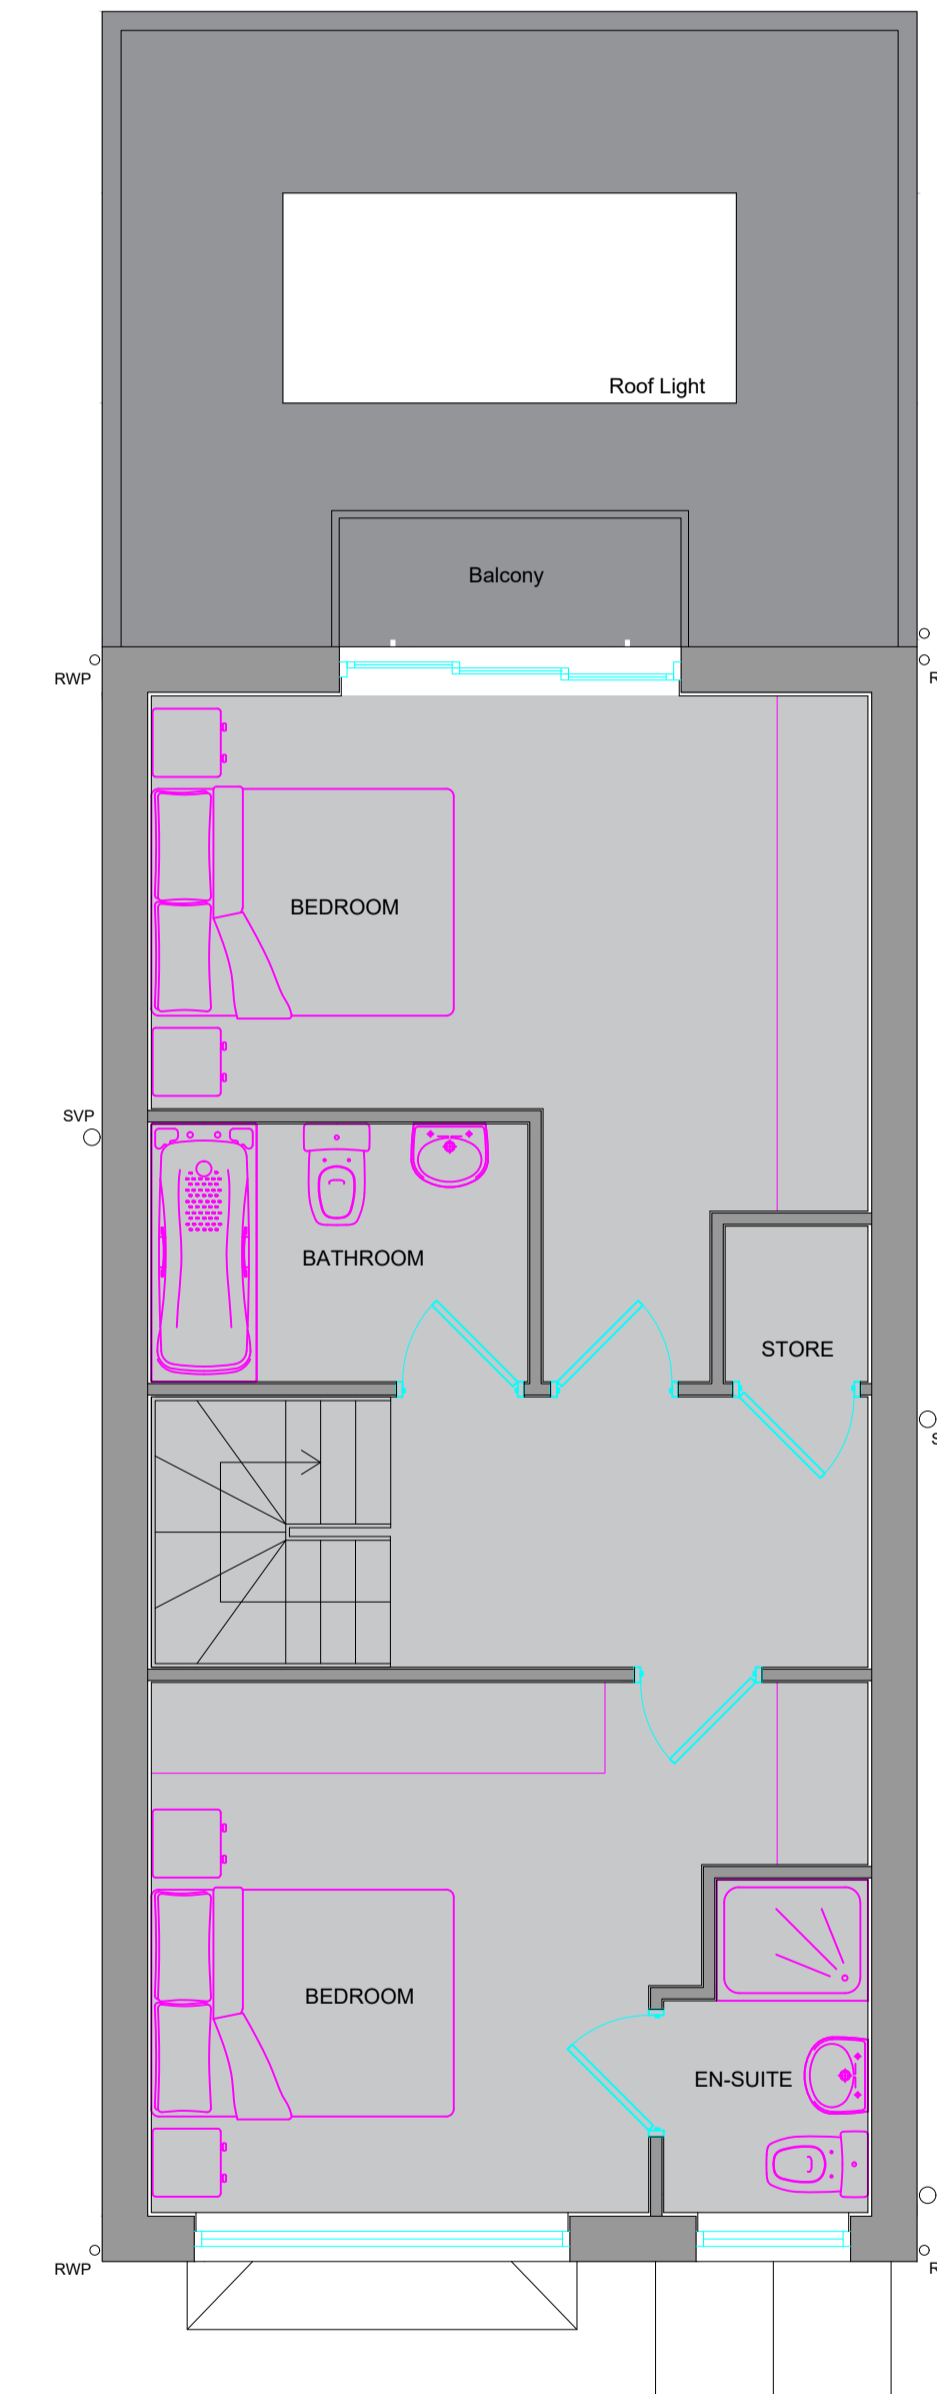 Roof Light
Balcony
RWP
R
BEDROOM
SVP
BATHROOM
STORE
S
BEDROOM
EN-SUITE
RWP
R